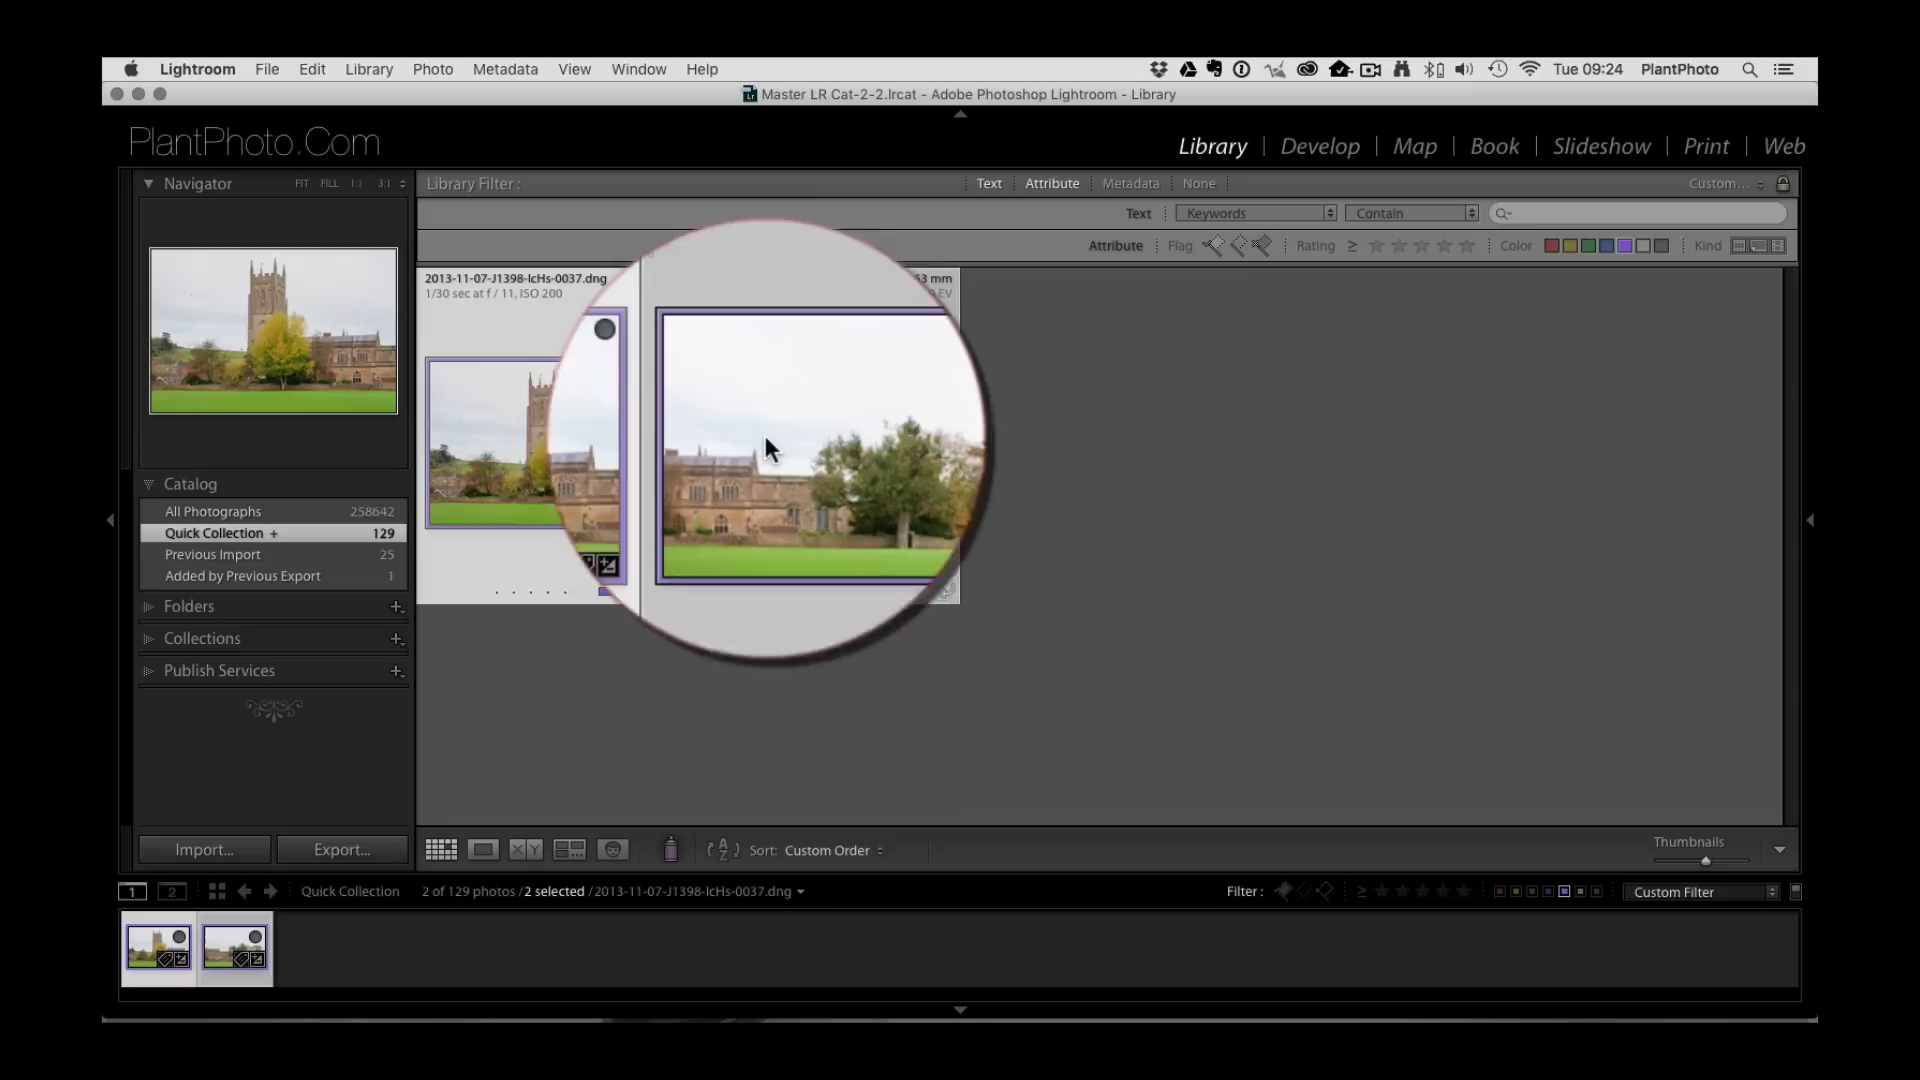 Lightroom File Edit Library Photo Metadata View Window Help Tue 09:24 PlantPhoto
Master LR Cat-2-2.lrcat - Adobe Photoshop Lightroom - Library
PlantPhoto.Com
Library | Develop | Map | Book | Slideshow | Print | Web
Navigator FIT FILL 1:1 3:1
Library Filter : Text Attribute Metadata None Custom...
Text Keywords Contain
Attribute Flag Rating ≥ Color Kind
2013-11-07-J1398-IcHs-0037.dng
1/30 sec at f / 11, ISO 200
63 mm
EV
Catalog
All Photographs 258642
Quick Collection + 129
Previous Import 25
Added by Previous Export 1
Folders
Collections
Publish Services
Import... Export...
XY Sort: Custom Order
Thumbnails
1 2 Quick Collection 2 of 129 photos / 2 selected / 2013-11-07-J1398-IcHs-0037.dng
Filter : ≥ Custom Filter